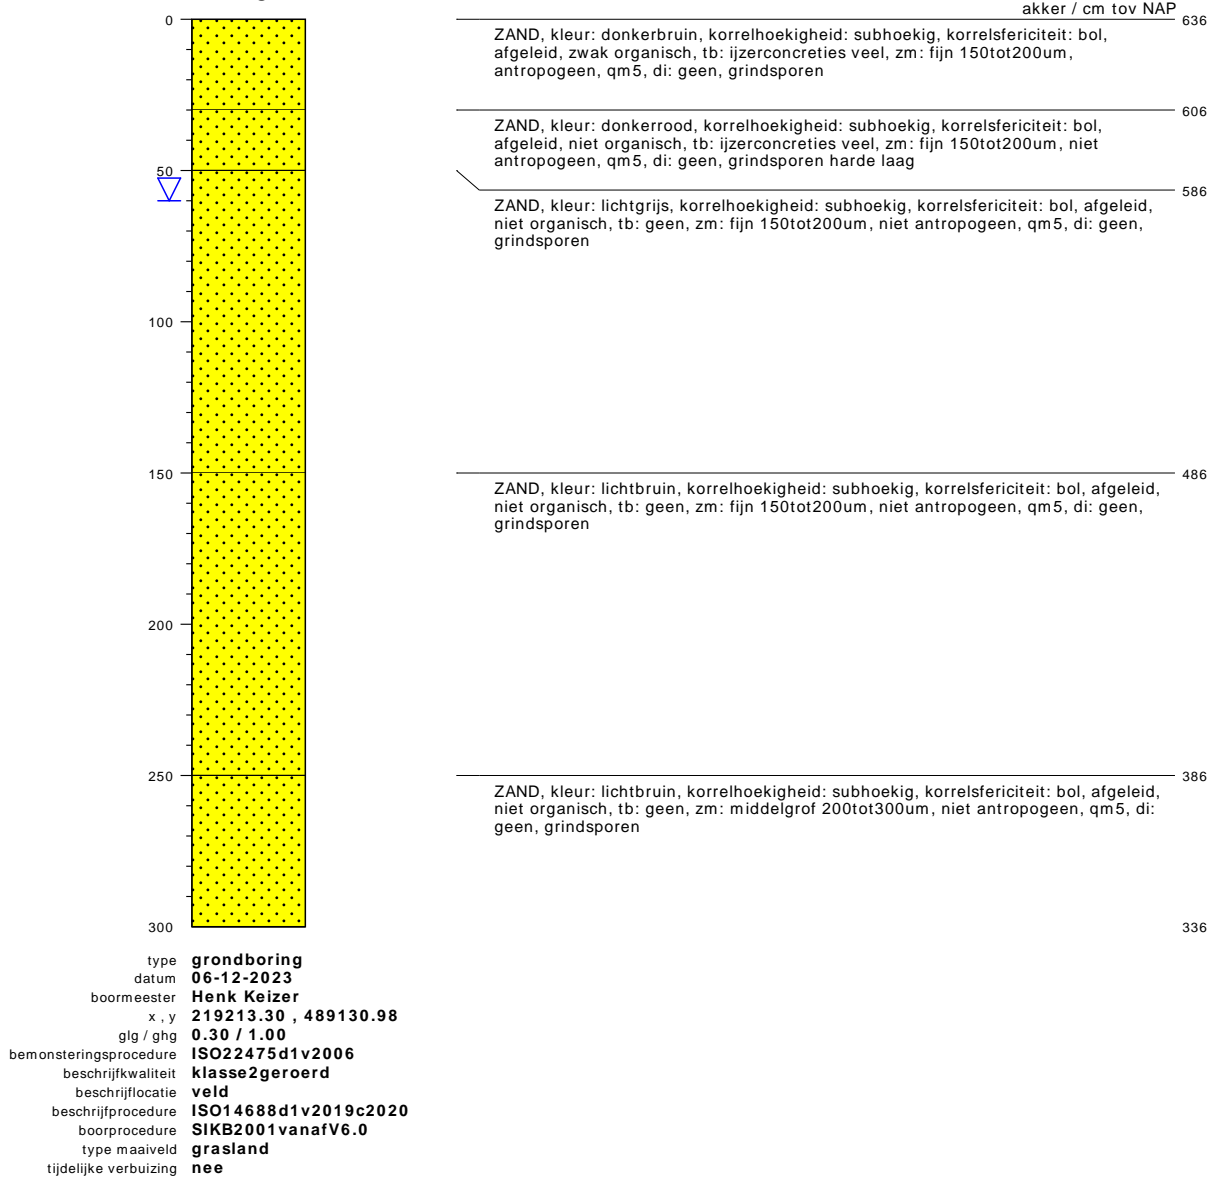 akker / cm tov NAP
0
636
ZAND, kleur: donkerbruin, korrelhoekigheid: subhoekig, korrelsfericiteit: bol,
afgeleid, zwak organisch, tb: ijzerconcreties veel, zm: fijn 150tot200um,
antropogeen, qm5, di: geen, grindsporen
606
ZAND, kleur: donkerrood, korrelhoekigheid: subhoekig, korrelsfericiteit: bol,
afgeleid, niet organisch, tb: ijzerconcreties veel, zm: fijn 150tot200um, niet
antropogeen, qm5, di: geen, grindsporen harde laag
50
586
ZAND, kleur: lichtgrijs, korrelhoekigheid: subhoekig, korrelsfericiteit: bol, afgeleid,
niet organisch, tb: geen, zm: fijn 150tot200um, niet antropogeen, qm5, di: geen,
grindsporen
100
150
486
ZAND, kleur: lichtbruin, korrelhoekigheid: subhoekig, korrelsfericiteit: bol, afgeleid,
niet organisch, tb: geen, zm: fijn 150tot200um, niet antropogeen, qm5, di: geen,
grindsporen
200
250
386
ZAND, kleur: lichtbruin, korrelhoekigheid: subhoekig, korrelsfericiteit: bol, afgeleid,
niet organisch, tb: geen, zm: middelgrof 200tot300um, niet antropogeen, qm5, di:
geen, grindsporen
300
336
type grondboring
datum 06-12-2023
boormeester Henk Keizer
x , y 219213.30 , 489130.98
glg / ghg 0.30 / 1.00
bemonsteringsprocedure ISO22475d1v2006
beschrijfkwaliteit klasse2geroerd
beschrijflocatie veld
beschrijfprocedure ISO14688d1v2019c2020
boorprocedure SIKB2001vanafV6.0
type maaiveld grasland
tijdelijke verbuizing nee